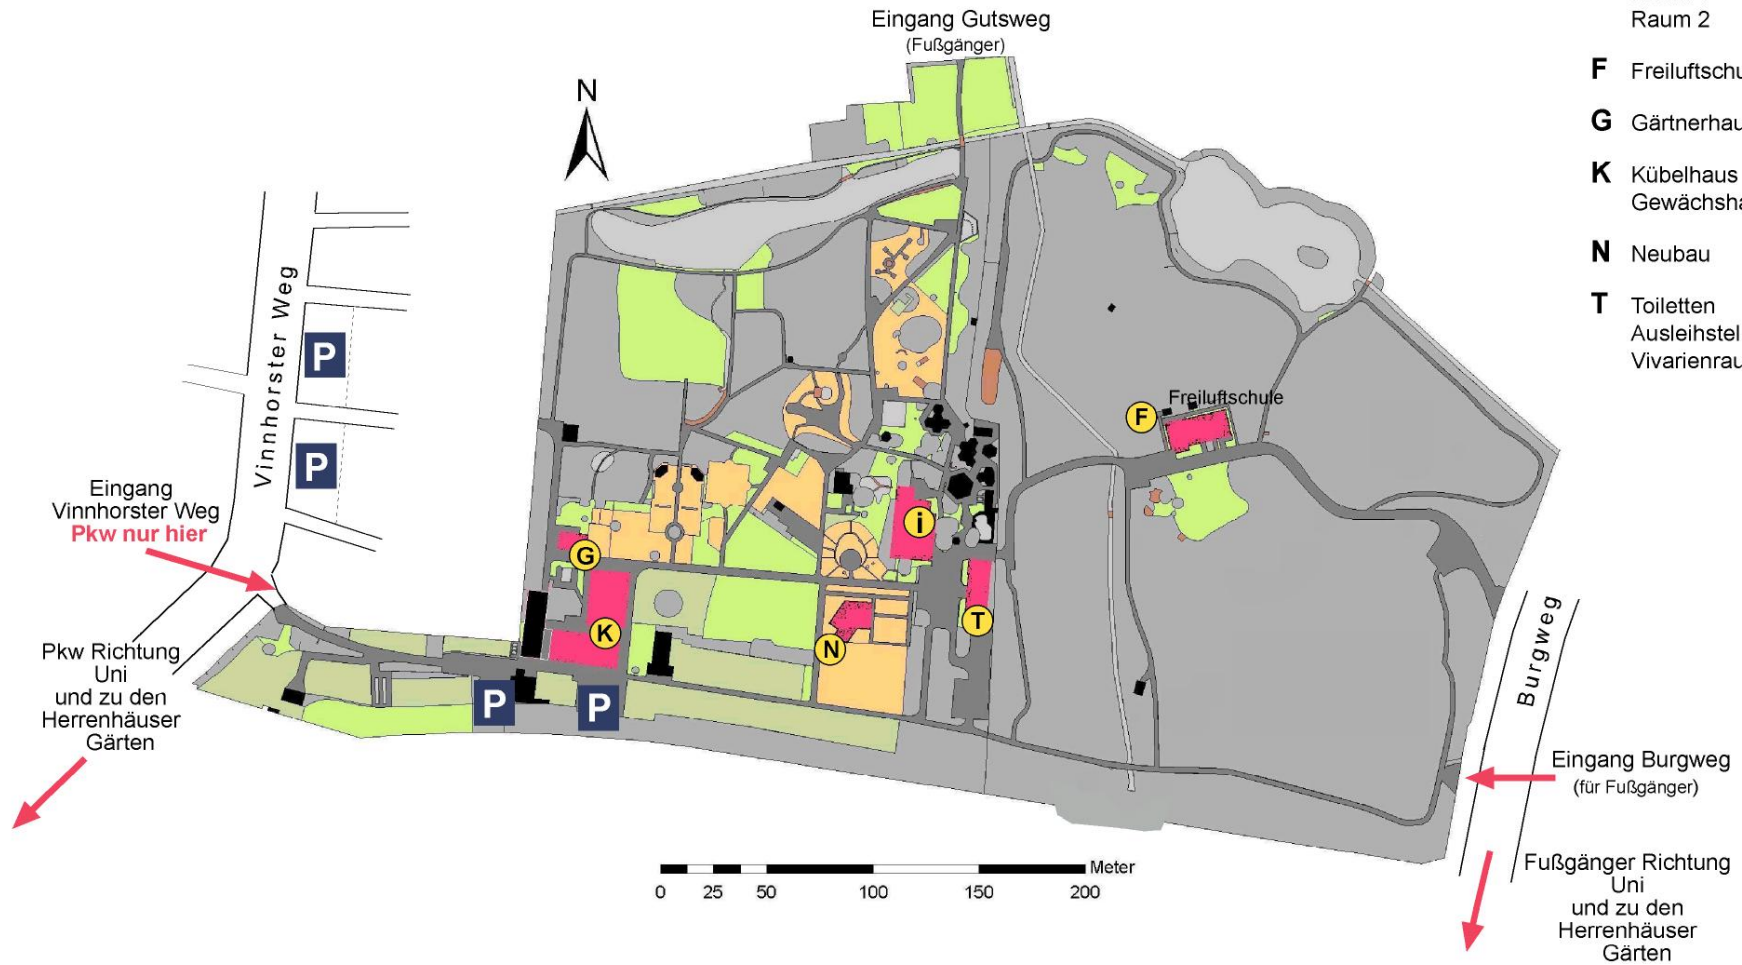 Eingang Gutsweg
(Fußgänger)
N
Raum 2
F Freiluftschu
G Gärtnerhau
K Kübelhaus
Gewächsha
N Neubau
T Toiletten
Ausleihstel
Vivarienrau
Vinnhorster Weg
P
P
Freiluftschule
F
Eingang
Vinnhorster Weg
Pkw nur hier
i
G
K
T
N
Pkw Richtung
Uni
und zu den
Herrenhäuser
Gärten
P
P
Burgweg
Eingang Burgweg
(für Fußgänger)
Meter
0 25 50 100 150 200
Fußgänger Richtung
Uni
und zu den
Herrenhäuser
Gärten